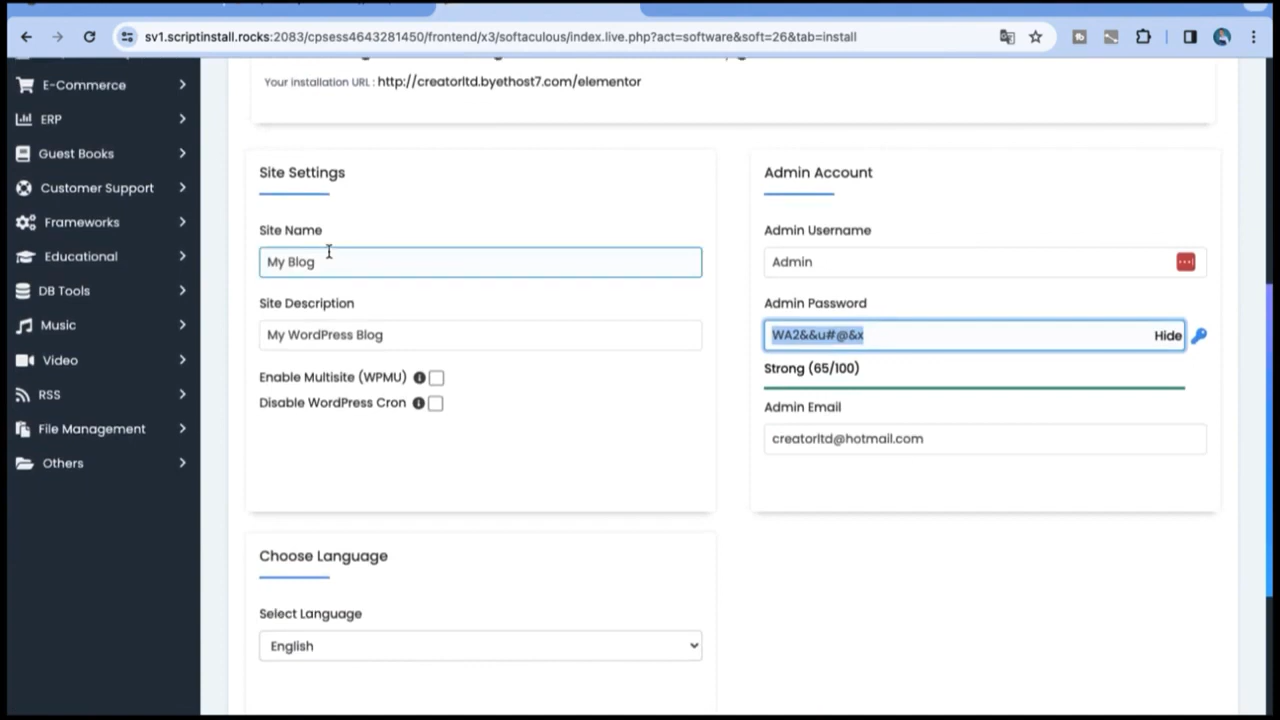 sv1.scriptinstall.rocks:2083/cpsess4643281450/frontend/x3/softaculous/index.live.php?act=software&soft=26&tab=install
E-Commerce
ERP
Guest Books
Customer Support
Frameworks
Educational
DB Tools
Music
Video
RSS
File Management
Others
Your installation URL : http://creatorltd.byethost7.com/elementor
Site Settings
Site Name
My Blog
Site Description
My WordPress Blog
Enable Multisite (WPMU)
Disable WordPress Cron
Admin Account
Admin Username
Admin
Admin Password
WA2&&u#@&x
Hide
Strong (65/100)
Admin Email
creatorltd@hotmail.com
Choose Language
Select Language
English